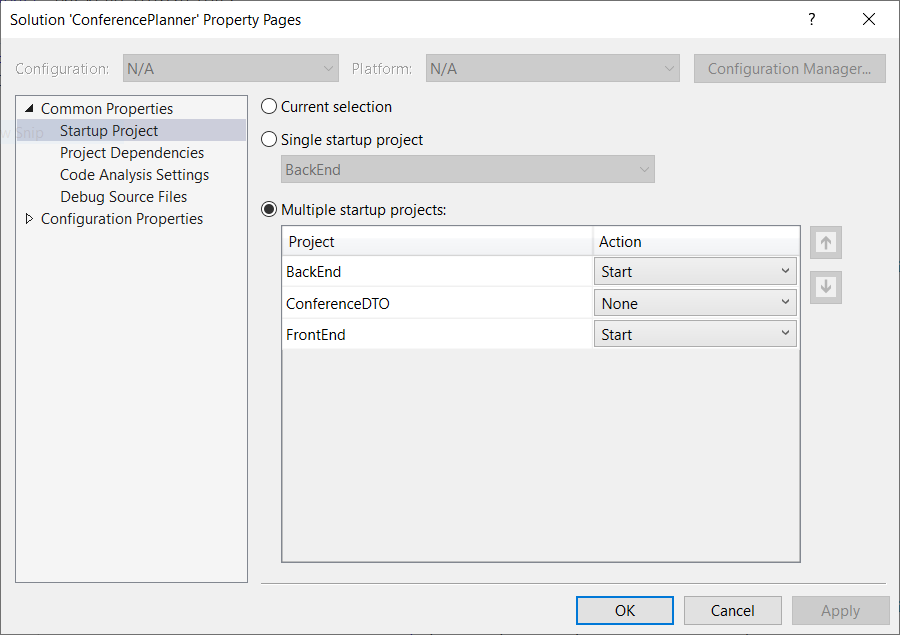 Solution 'ConferencePlanner' Property Pages
?
Configuration: N/A Platform: N/A Configuration Manager...
Common Properties
Startup Project
Project Dependencies
Code Analysis Settings
Debug Source Files
Configuration Properties
Current selection
Single startup project
BackEnd
Multiple startup projects:
Project Action
BackEnd Start
ConferenceDTO None
FrontEnd Start
OK Cancel Apply